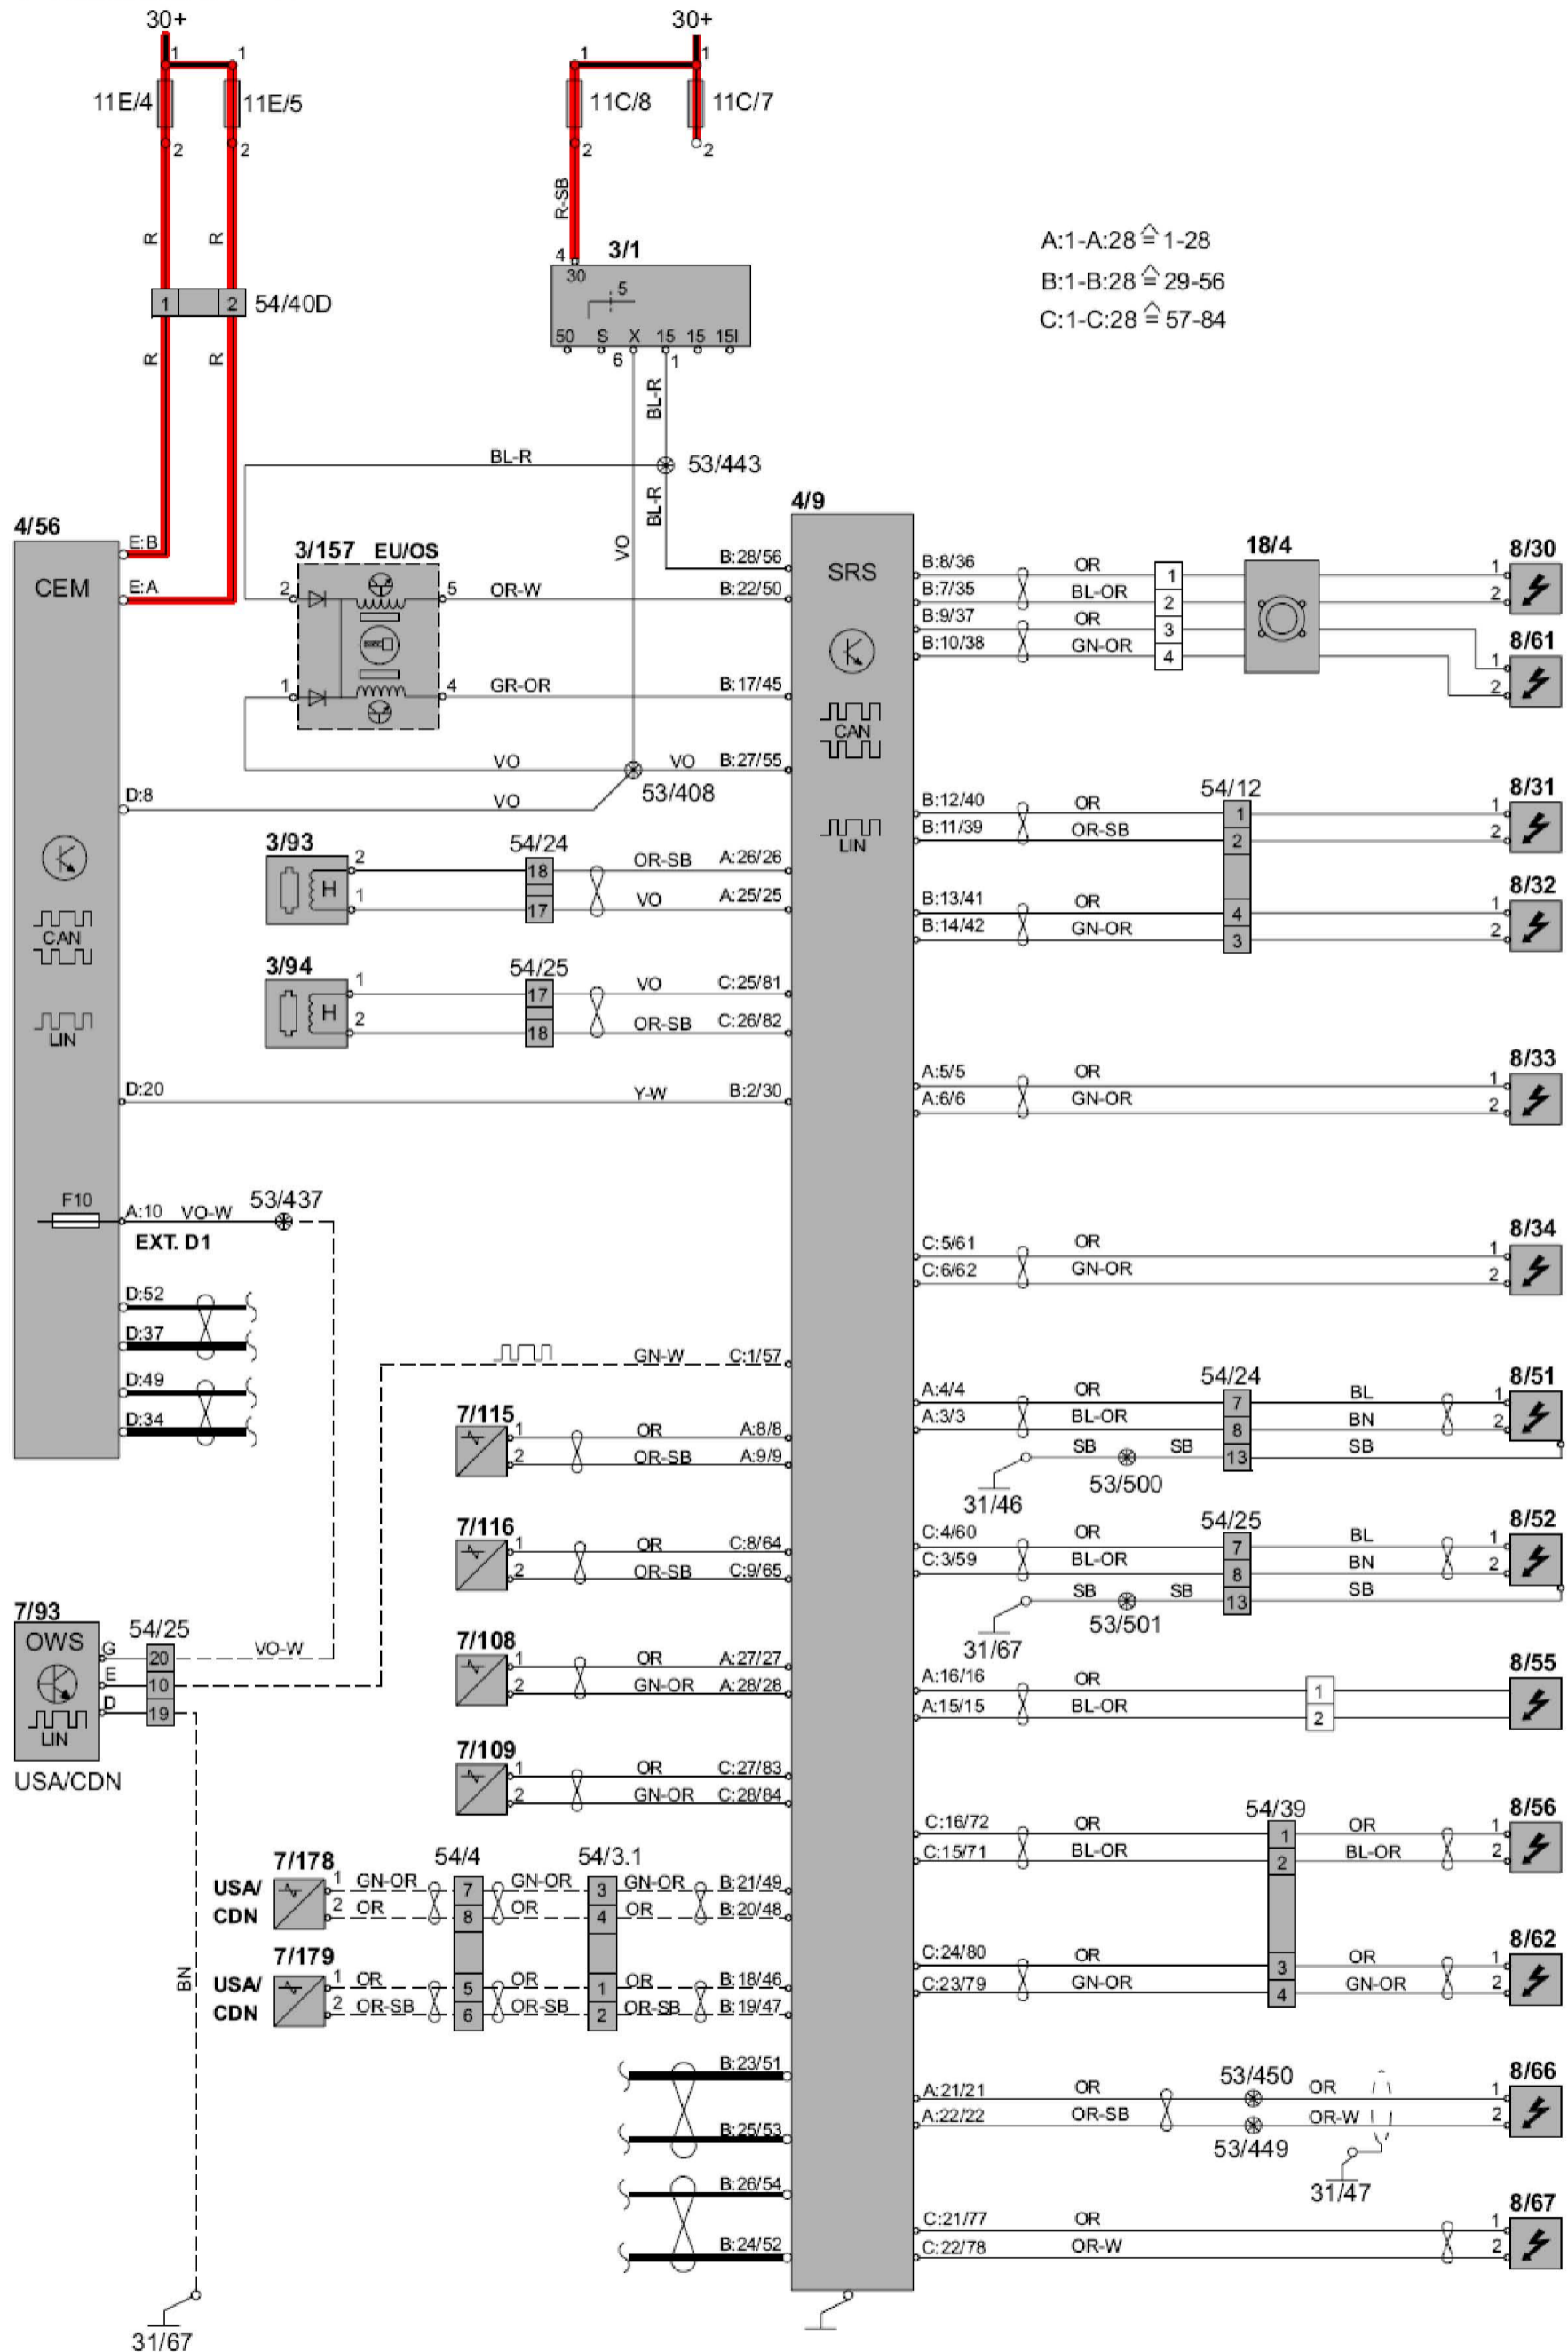 30+
30+
1
1
1
1
11E/4
11E/5
11C/8
11C/7
2
2
2
2
R
R
R-SB
A:1-A:28 ≙ 1-28
B:1-B:28 ≙ 29-56
C:1-C:28 ≙ 57-84
3/1
4
30
5
50 S X 15 15 15I
6
1
1
2
54/40D
R
R
BL-R
BL-R
53/443
BL-R
VO
4/56
CEM
E:B
E:A
3/157 EU/OS
2
5
OR-W
1
4
GR-OR
VO
VO
53/408
D:8
VO
CAN
LIN
4/9
SRS
CAN
LIN
B:28/56
B:22/50
B:17/45
B:27/55
3/93
H
2
1
54/24
18
17
OR-SB
A:26/26
VO
A:25/25
3/94
H
1
2
54/25
17
18
VO
C:25/81
OR-SB
C:26/82
D:20
Y-W
B:2/30
F10
A:10
VO-W
53/437
EXT. D1
D:52
D:37
D:49
D:34
GN-W
C:1/57
7/115
1
2
OR
A:8/8
OR-SB
A:9/9
7/116
1
2
OR
C:8/64
OR-SB
C:9/65
7/93
OWS
LIN
USA/CDN
G
E
D
54/25
20
10
19
VO-W
7/108
1
2
OR
A:27/27
GN-OR
A:28/28
7/109
1
2
OR
C:27/83
GN-OR
C:28/84
7/178
USA/
CDN
1
GN-OR
2
OR
54/4
7
8
GN-OR
OR
54/3.1
3
4
GN-OR
B:21/49
OR
B:20/48
7/179
USA/
CDN
1
OR
2
OR-SB
5
6
OR
OR-SB
1
2
OR
B:18/46
OR-SB
B:19/47
BN
B:23/51
B:25/53
B:26/54
B:24/52
31/67
B:8/36
OR
B:7/35
BL-OR
B:9/37
OR
B:10/38
GN-OR
1
2
3
4
18/4
8/30
1
2
8/61
1
2
B:12/40
OR
B:11/39
OR-SB
54/12
1
2
8/31
1
2
B:13/41
OR
B:14/42
GN-OR
4
3
8/32
1
2
A:5/5
OR
A:6/6
GN-OR
8/33
1
2
C:5/61
OR
C:6/62
GN-OR
8/34
1
2
A:4/4
OR
A:3/3
BL-OR
SB
SB
53/500
31/46
54/24
7
8
13
BL
BN
SB
8/51
1
2
C:4/60
OR
C:3/59
BL-OR
SB
SB
53/501
31/67
54/25
7
8
13
BL
BN
SB
8/52
1
2
A:16/16
OR
A:15/15
BL-OR
1
2
8/55
C:16/72
OR
C:15/71
BL-OR
54/39
1
2
OR
BL-OR
8/56
1
2
C:24/80
OR
C:23/79
GN-OR
3
4
OR
GN-OR
8/62
1
2
A:21/21
OR
A:22/22
OR-SB
53/450
53/449
OR
OR-W
31/47
8/66
1
2
C:21/77
OR
C:22/78
OR-W
8/67
1
2